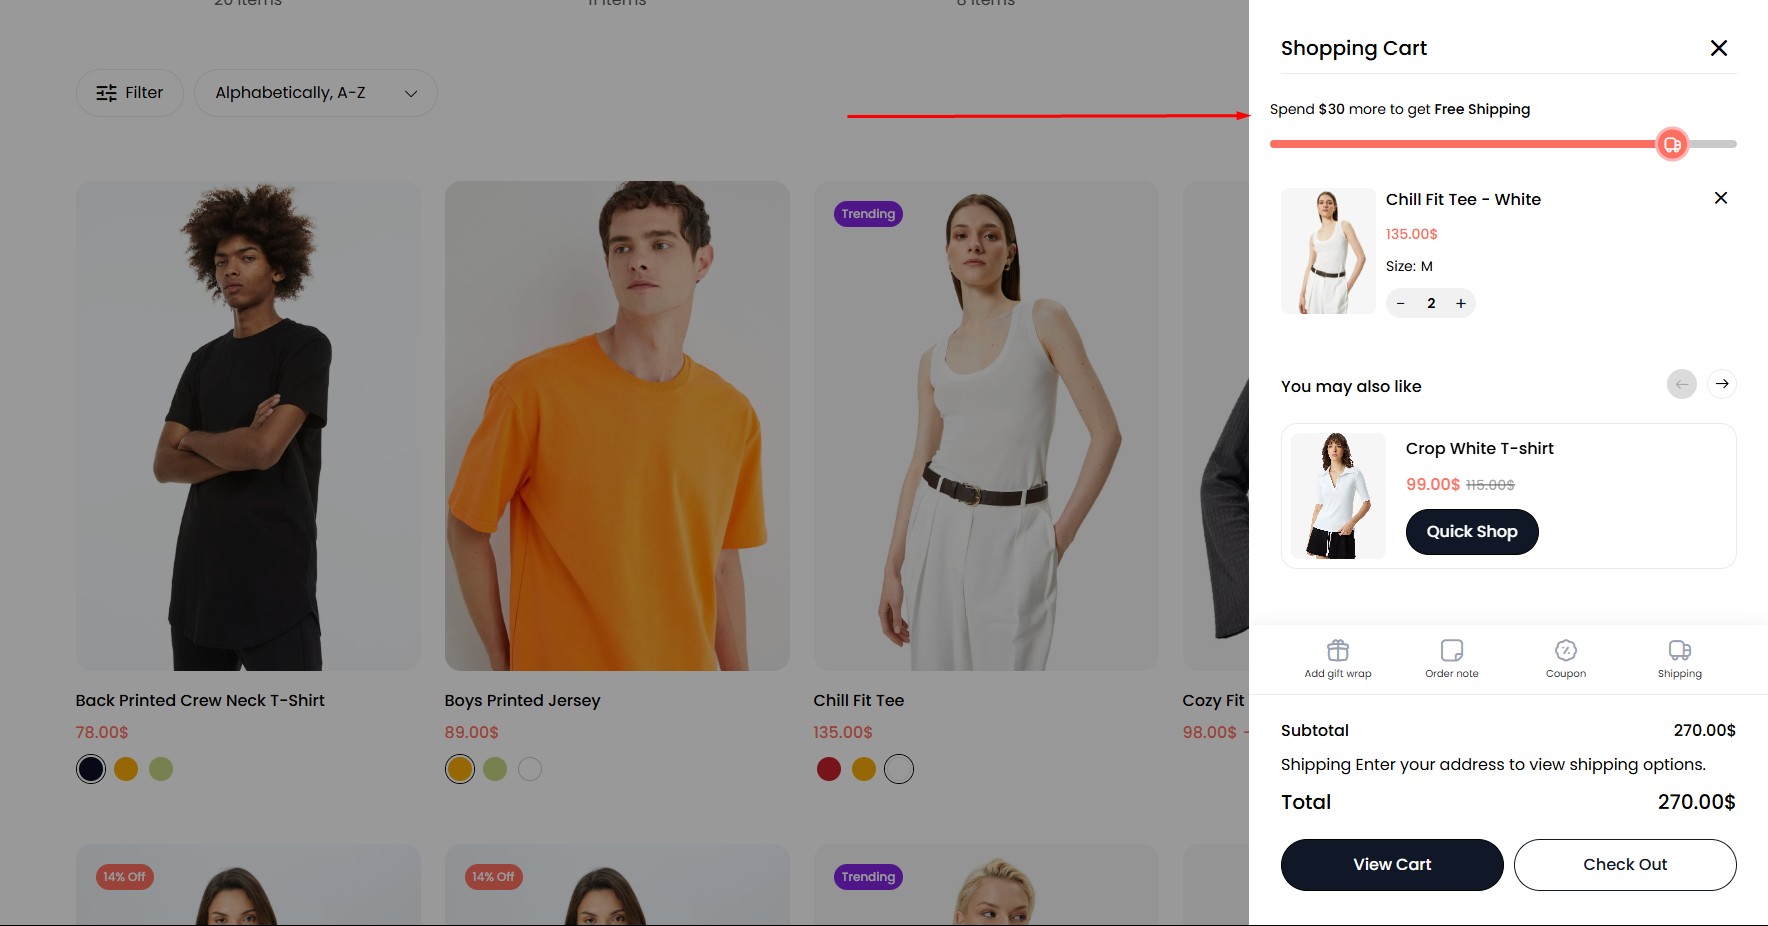 20 items
11 items
8 items
Filter
Alphabetically, A-Z
Trending
Back Printed Crew Neck T-Shirt
78.00$
Boys Printed Jersey
89.00$
Chill Fit Tee
135.00$
Cozy Fit
98.00$ -
14% Off
14% Off
Trending
Shopping Cart
Spend $30 more to get Free Shipping
Chill Fit Tee - White
135.00$
Size: M
- 2 +
You may also like
Crop White T-shirt
99.00$ 115.00$
Quick Shop
Add gift wrap
Order note
Coupon
Shipping
Subtotal 270.00$
Shipping Enter your address to view shipping options.
Total 270.00$
View Cart
Check Out